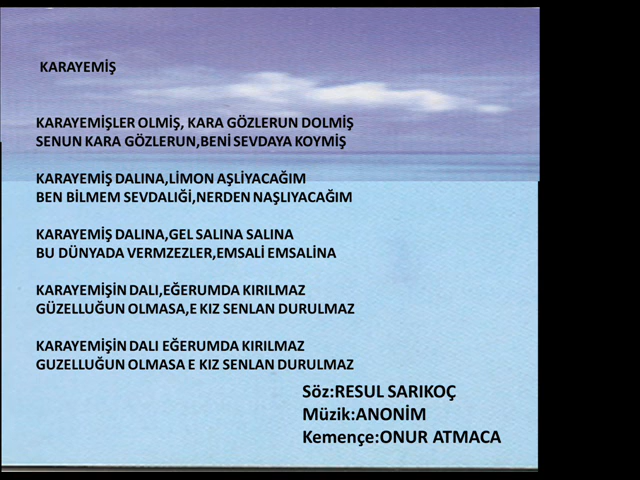 KARAYEMİŞ
KARAYEMİŞLER OLMİŞ, KARA GÖZLERUN DOLMİŞ
SENUN KARA GÖZLERUN,BENİ SEVDAYA KOYMİŞ
KARAYEMİŞ DALINA,LİMON AŞLİYACAĞIM
BEN BİLMEM SEVDALIĞİ,NERDEN NAŞLIYACAĞIM
KARAYEMİŞ DALINA,GEL SALINA SALINA
BU DÜNYADA VERMZEZLER,EMSALİ EMSALİNA
KARAYEMİŞİN DALI,EĞERUMDA KIRILMAZ
GÜZELLUĞUN OLMASA,E KIZ SENLAN DURULMAZ
KARAYEMİŞİN DALI EĞERUMDA KIRILMAZ
GUZELLUĞUN OLMASA E KIZ SENLAN DURULMAZ
Söz:RESUL SARIKOÇ
Müzik:ANONİM
Kemençe:ONUR ATMACA